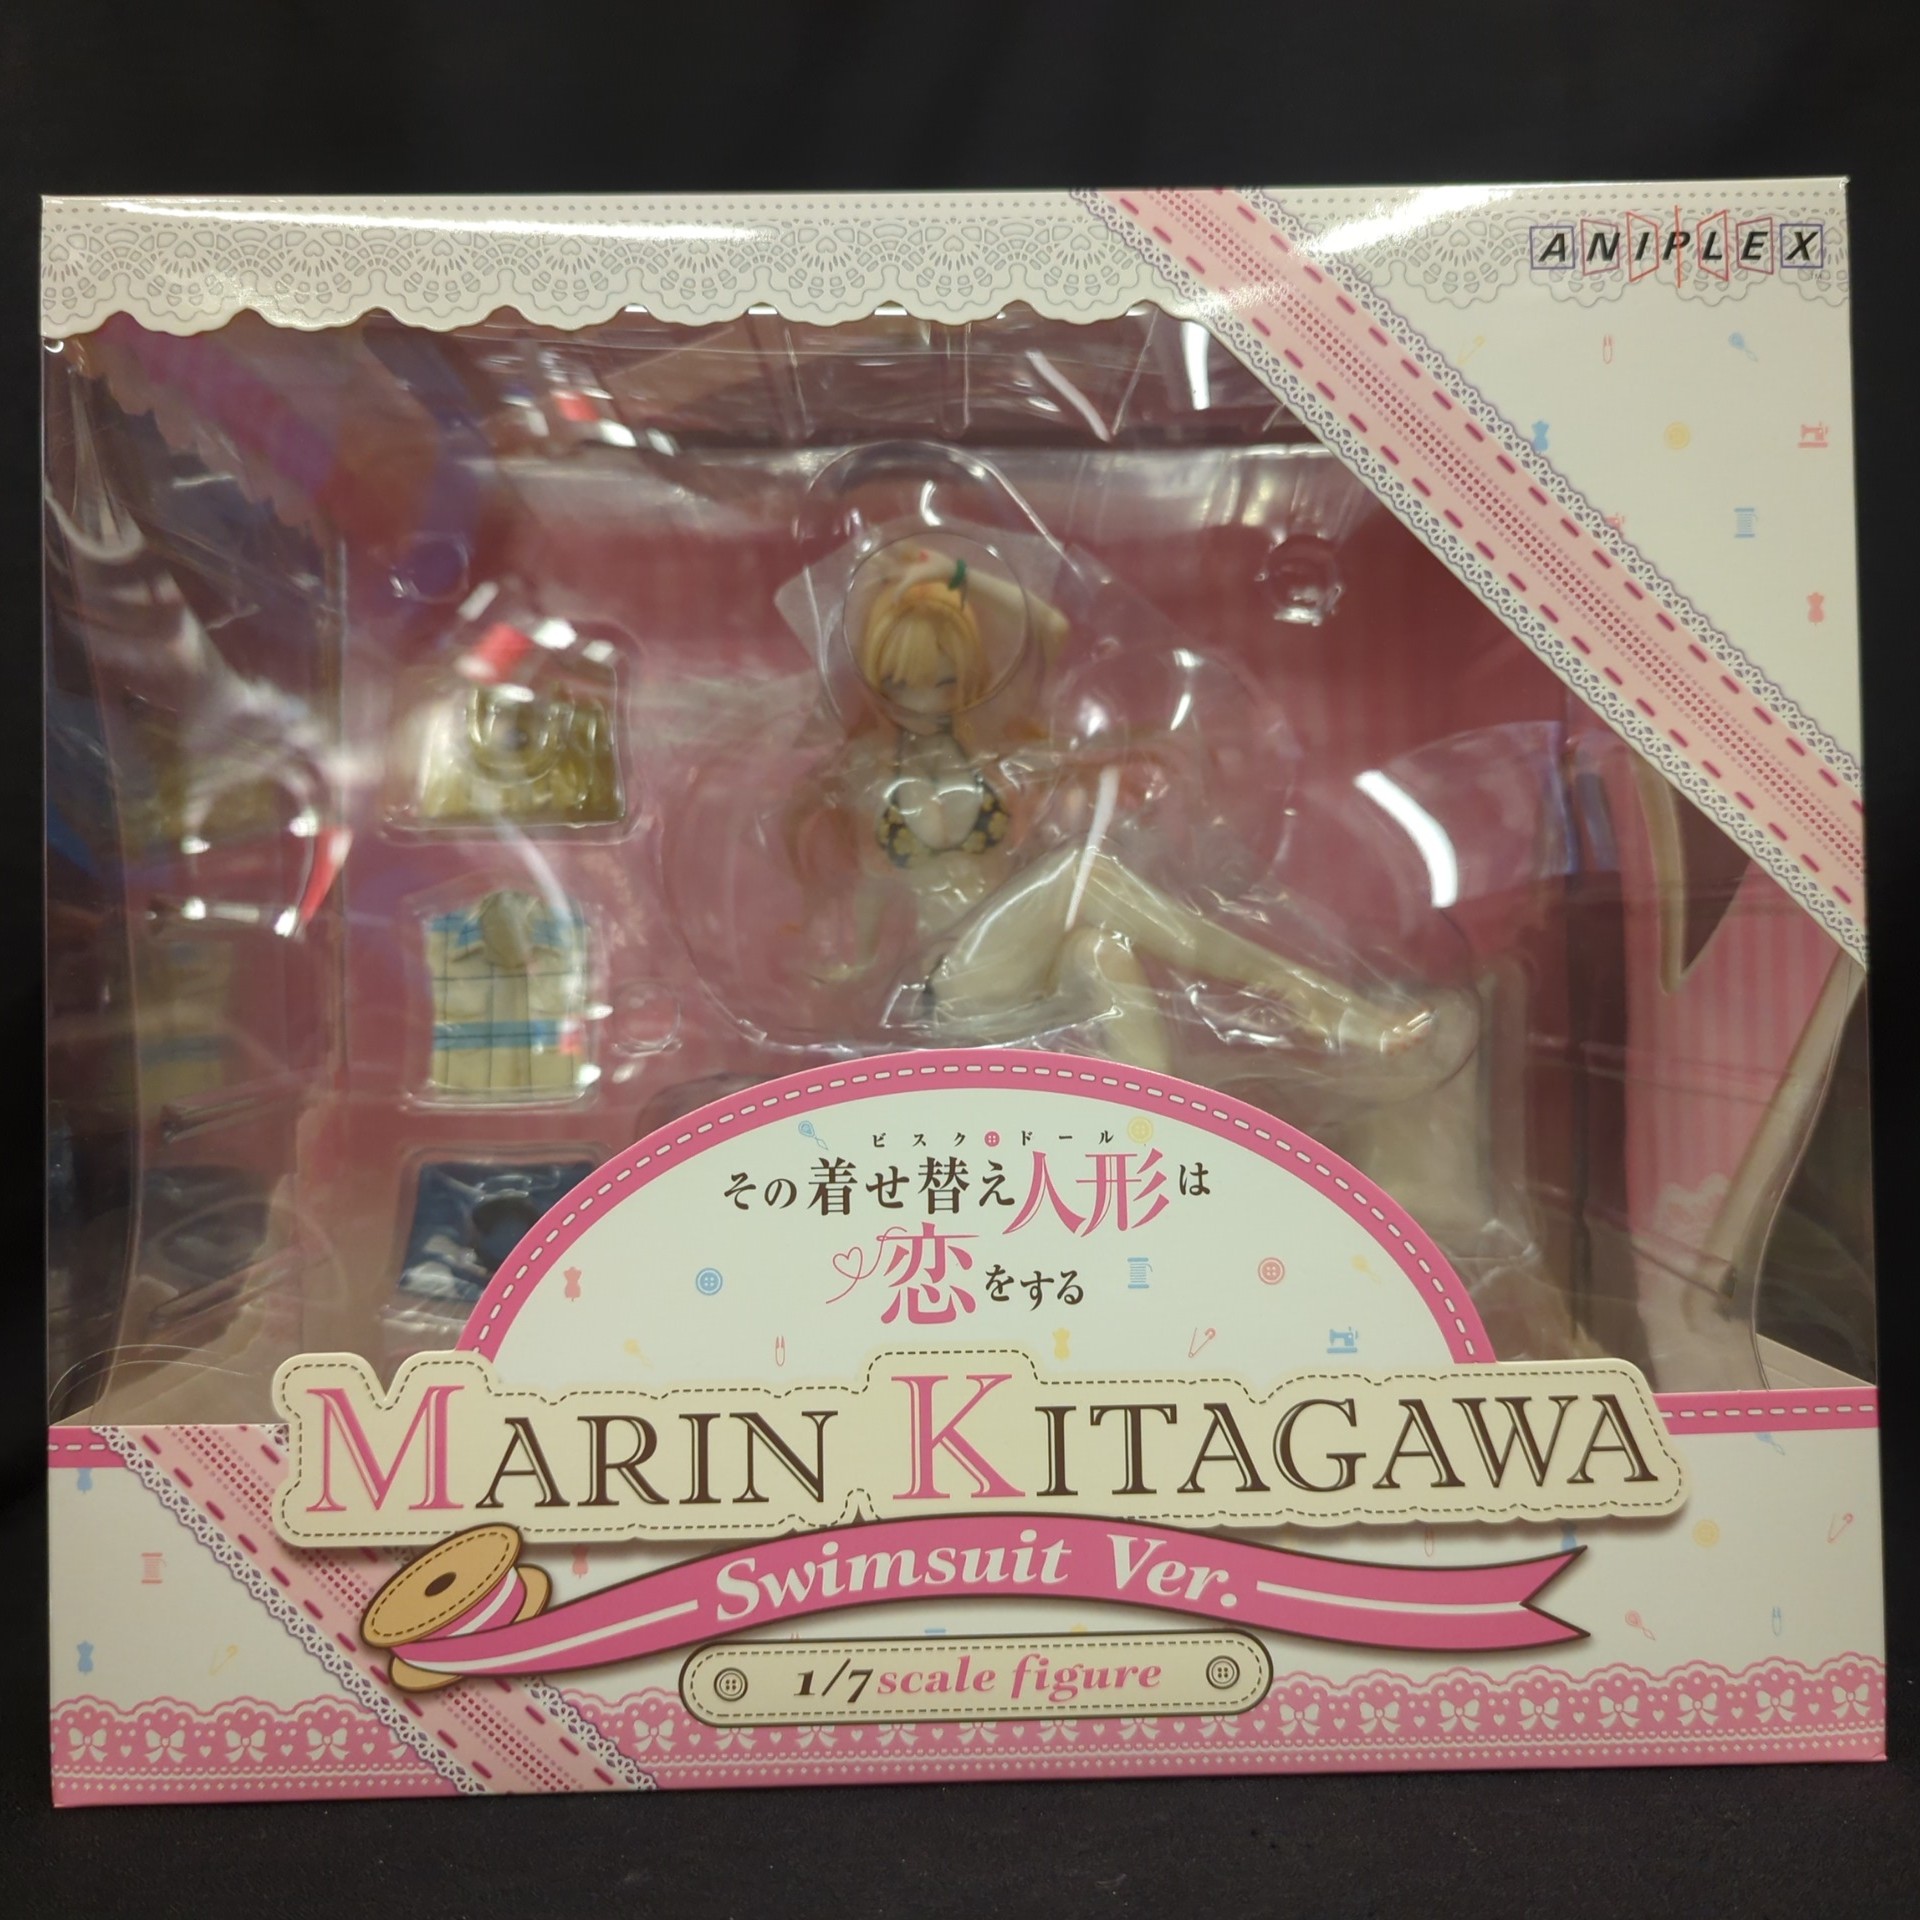 ANIPLEX
ビスク・ドール
その着せ替え人形は
恋をする
MARIN KITAGAWA
Swimsuit Ver.
1/7 scale figure